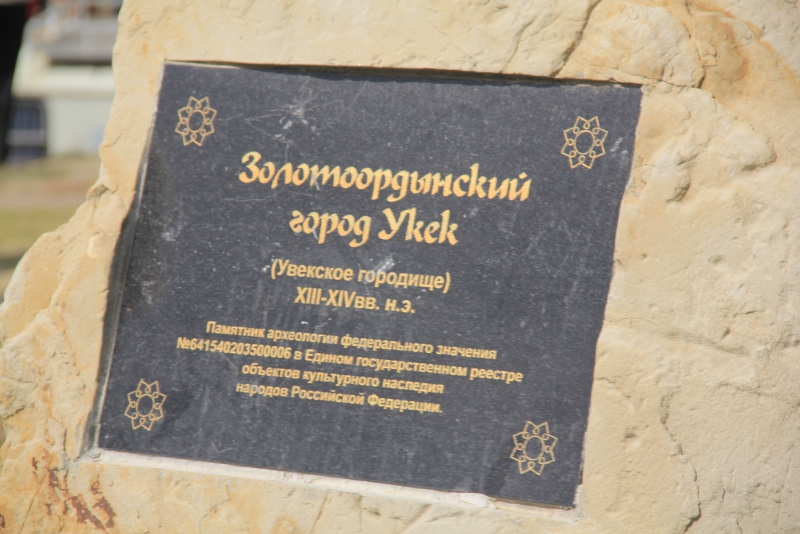 Золотоордынский
город Укек
(Увекское городище)
XIII-XIVвв. н.э.
Памятник археологии федерального значения
№641540203500006 в Едином государственном реестре
объектов культурного наследия
народов Российской Федерации.